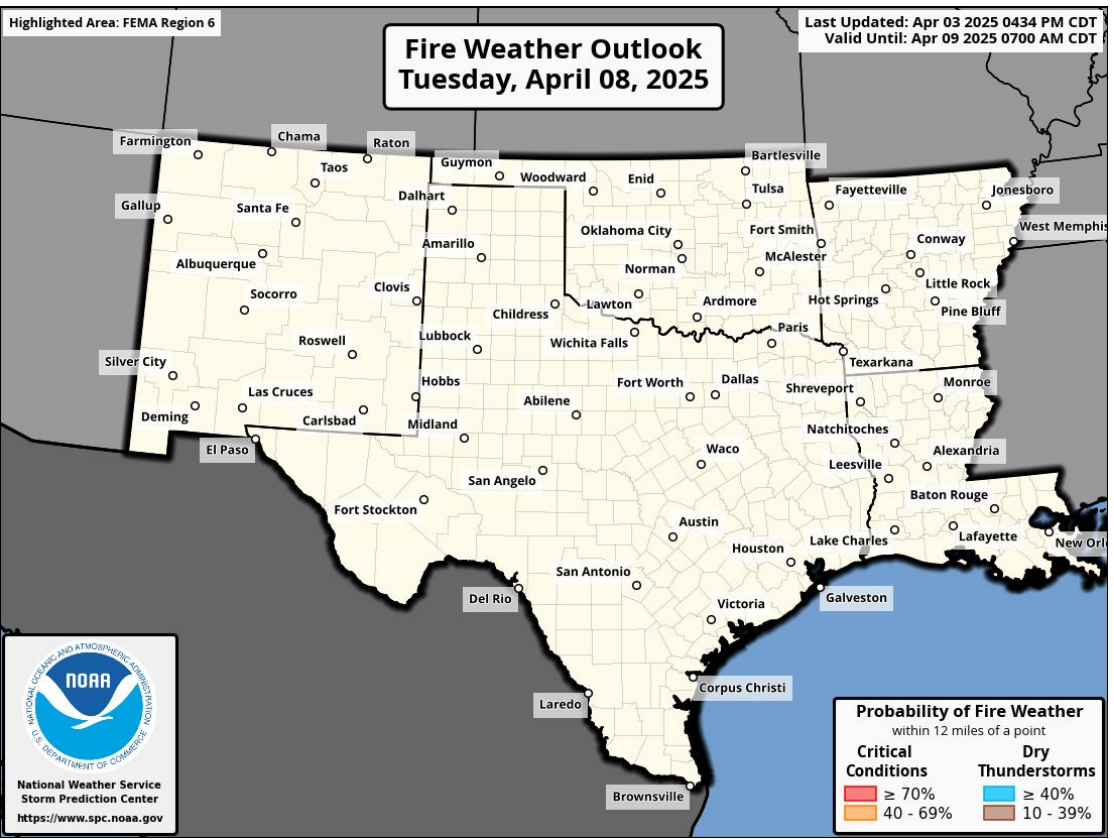 Highlighted Area: FEMA Region 6
Fire Weather Outlook
Tuesday, April 08, 2025
Last Updated: Apr 03 2025 0434 PM CDT
Valid Until: Apr 09 2025 0700 AM CDT
Farmington
Chama
Raton
Taos
Guymon
Woodward
Enid
Bartlesville
Tulsa
Fayetteville
Jonesboro
Dalhart
Gallup
Santa Fe
West Memphis
Oklahoma City
Fort Smith
Conway
Amarillo
Albuquerque
Norman
McAlester
Little Rock
Socorro
Clovis
Childress
Lawton
Ardmore
Hot Springs
Pine Bluff
Roswell
Lubbock
Wichita Falls
Paris
Texarkana
Silver City
Las Cruces
Hobbs
Fort Worth
Dallas
Shreveport
Monroe
Deming
Carlsbad
Midland
Abilene
Natchitoches
El Paso
Waco
Leesville
Alexandria
San Angelo
Fort Stockton
Baton Rouge
Austin
Houston
Lake Charles
Lafayette
New Orl
San Antonio
Del Rio
Victoria
Galveston
Laredo
Corpus Christi
Brownsville
NATIONAL OCEANIC AND ATMOSPHERIC ADMINISTRATION
NOAA
U.S. DEPARTMENT OF COMMERCE
National Weather Service
Storm Prediction Center
https://www.spc.noaa.gov
Probability of Fire Weather
within 12 miles of a point
Critical Conditions
≥ 70%
40 - 69%
Dry Thunderstorms
≥ 40%
10 - 39%